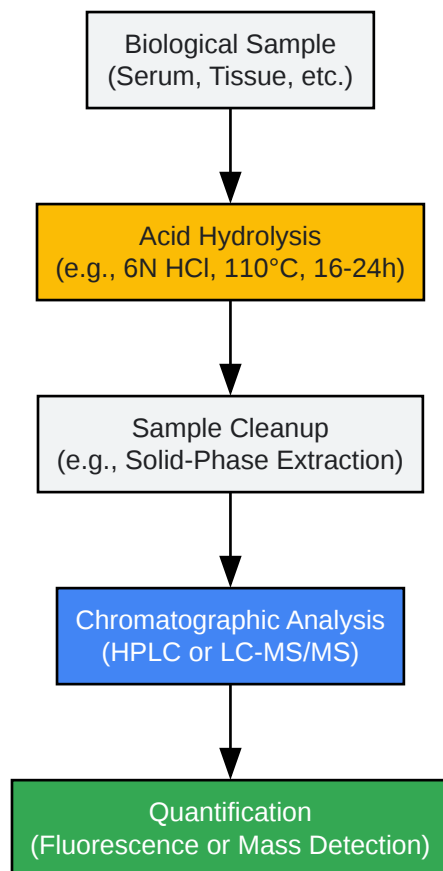 Biological Sample
(Serum, Tissue, etc.)
Acid Hydrolysis
(e.g., 6N HCl, 110°C, 16-24h)
Sample Cleanup
(e.g., Solid-Phase Extraction)
Chromatographic Analysis
(HPLC or LC-MS/MS)
Quantification
(Fluorescence or Mass Detection)